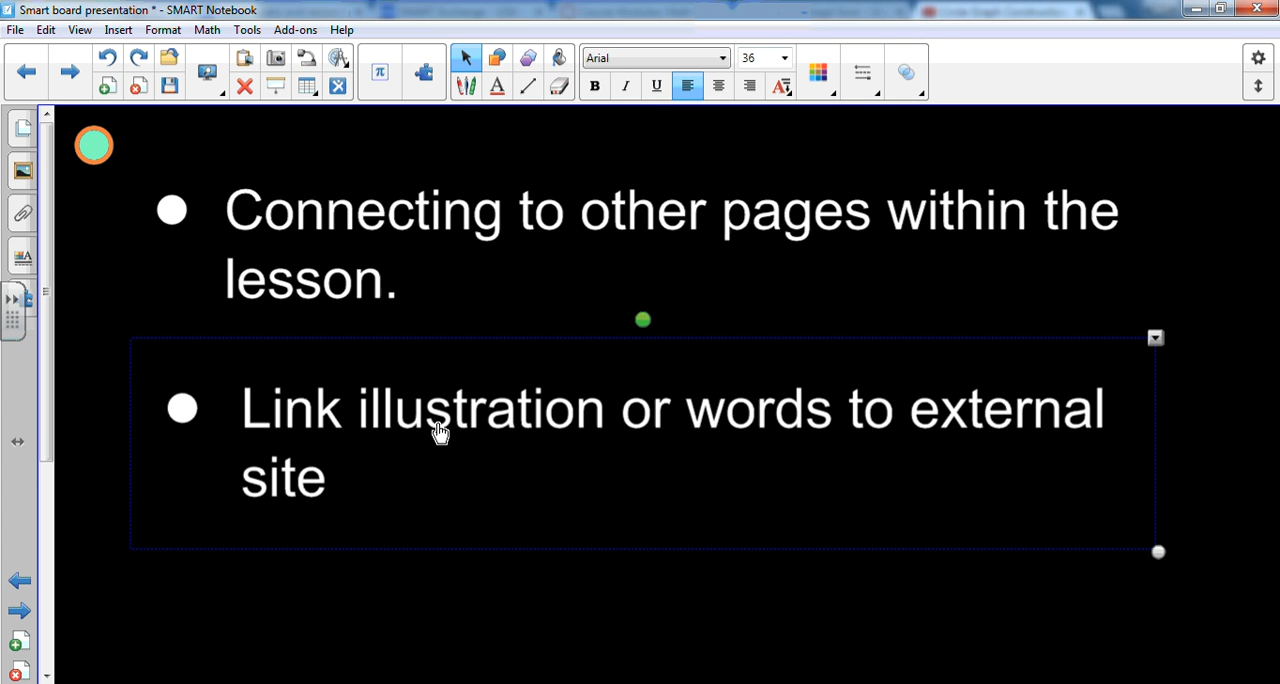 Smart board presentation * - SMART Notebook
File Edit View Insert Format Math Tools Add-ons Help
Arial 36
B I U
Connecting to other pages within the
lesson.
Link illustration or words to external
site